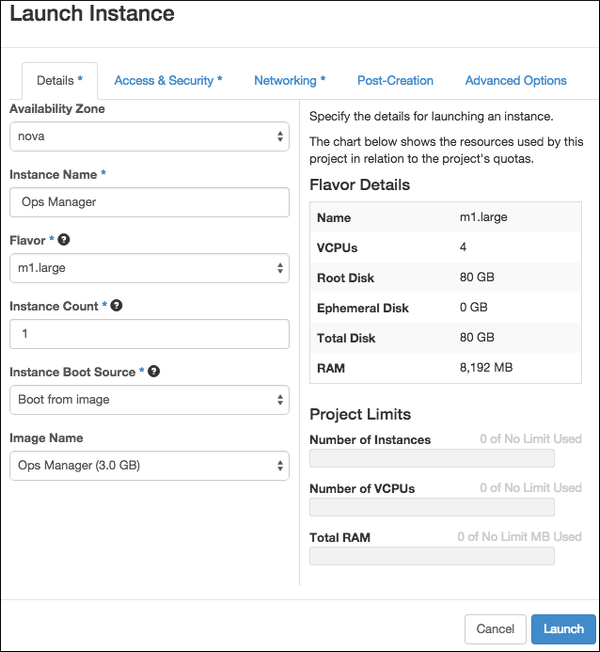 Launch Instance
Details *
Access & Security *
Networking *
Post-Creation
Advanced Options
Availability Zone
nova
Instance Name *
Ops Manager
Flavor * ?
m1.large
Instance Count * ?
1
Instance Boot Source * ?
Boot from image
Image Name
Ops Manager (3.0 GB)
Specify the details for launching an instance.
The chart below shows the resources used by this
project in relation to the project's quotas.
Flavor Details
Name m1.large
VCPUs 4
Root Disk 80 GB
Ephemeral Disk 0 GB
Total Disk 80 GB
RAM 8,192 MB
Project Limits
Number of Instances 0 of No Limit Used
Number of VCPUs 0 of No Limit Used
Total RAM 0 of No Limit MB Used
Cancel
Launch